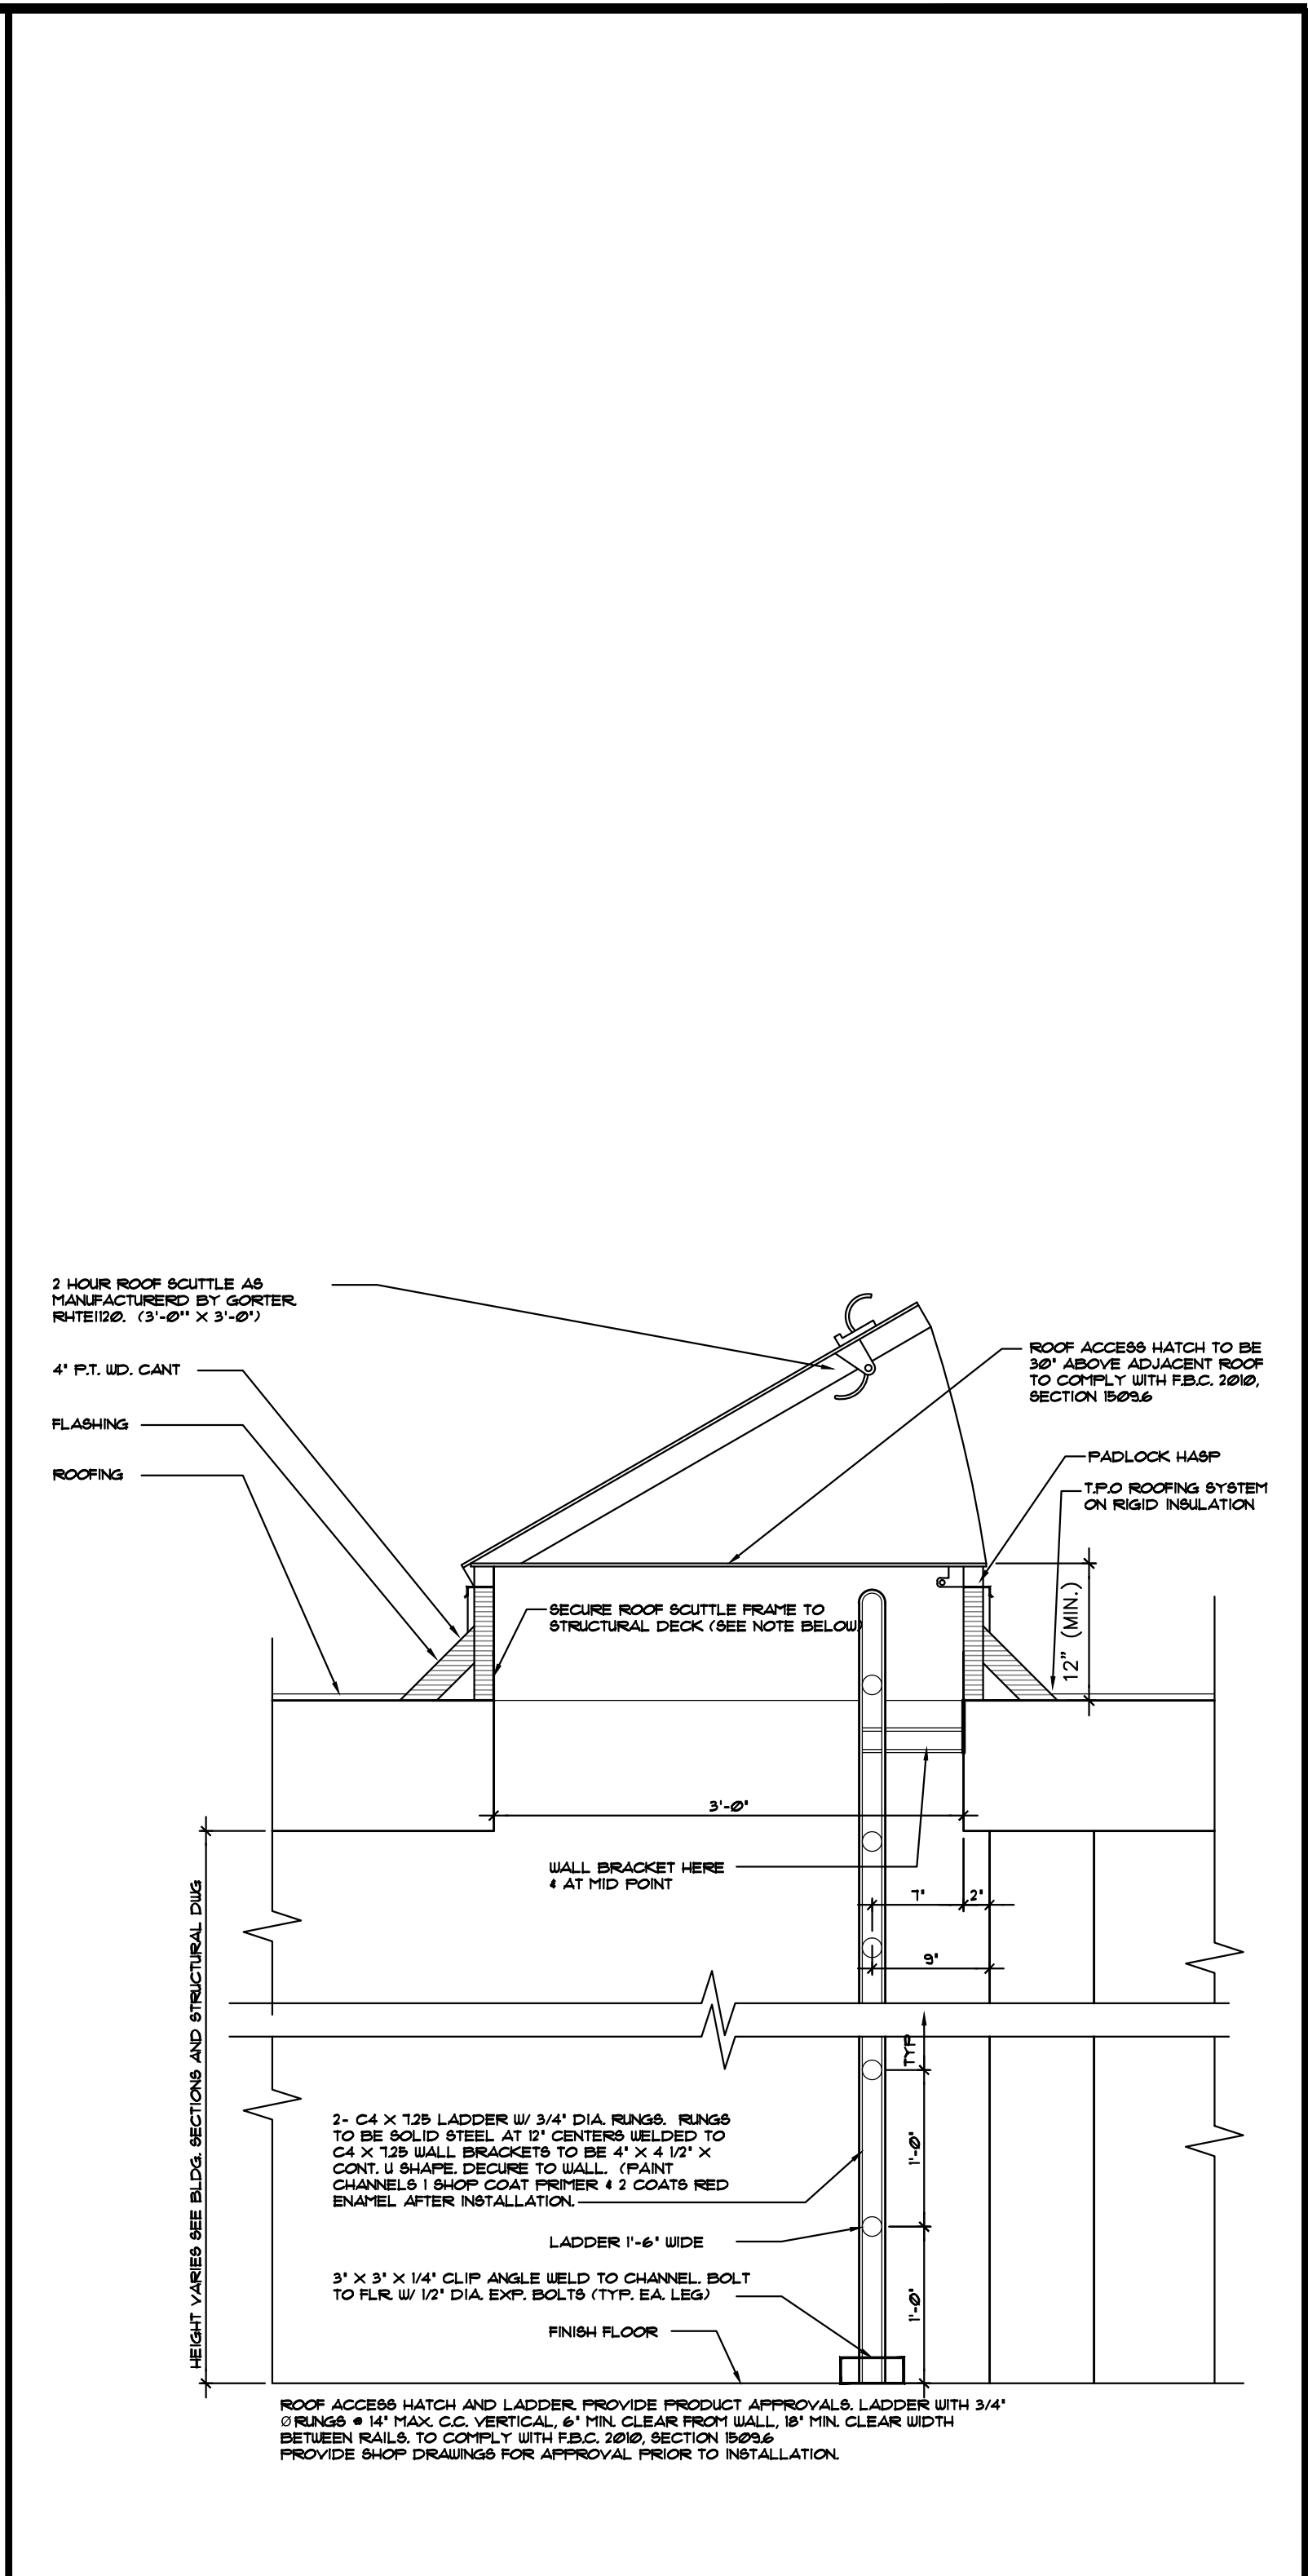 2 HOUR ROOF SCUTTLE AS
MANUFACTURERD BY GORTER
RHTE1120. (3'-0"" X 3'-0")
4" P.T. WD. CANT
FLASHING
ROOFING
ROOF ACCESS HATCH TO BE
30" ABOVE ADJACENT ROOF
TO COMPLY WITH F.B.C. 2010,
SECTION 1509.6
PADLOCK HASP
T.P.O ROOFING SYSTEM
ON RIGID INSULATION
SECURE ROOF SCUTTLE FRAME TO
STRUCTURAL DECK (SEE NOTE BELOW)
12" (MIN.)
3'-0"
WALL BRACKET HERE
& AT MID POINT
7"
2"
9"
HEIGHT VARIES SEE BLDG. SECTIONS AND STRUCTURAL DWG
TYP
2- C4 X 7.25 LADDER W/ 3/4" DIA. RUNGS. RUNGS
TO BE SOLID STEEL AT 12" CENTERS WELDED TO
C4 X 7.25 WALL BRACKETS TO BE 4" X 4 1/2" X
CONT. U SHAPE. DECURE TO WALL. (PAINT
CHANNELS 1 SHOP COAT PRIMER & 2 COATS RED
ENAMEL AFTER INSTALLATION.
1'-0"
LADDER 1'-6" WIDE
3" X 3" X 1/4" CLIP ANGLE WELD TO CHANNEL. BOLT
TO FLR. W/ 1/2" DIA. EXP. BOLTS (TYP. EA. LEG)
1'-0"
FINISH FLOOR
ROOF ACCESS HATCH AND LADDER. PROVIDE PRODUCT APPROVALS. LADDER WITH 3/4"
Ø RUNGS @ 14" MAX. C.C. VERTICAL, 6" MIN. CLEAR FROM WALL, 18" MIN. CLEAR WIDTH
BETWEEN RAILS. TO COMPLY WITH F.B.C. 2010, SECTION 1509.6
PROVIDE SHOP DRAWINGS FOR APPROVAL PRIOR TO INSTALLATION.